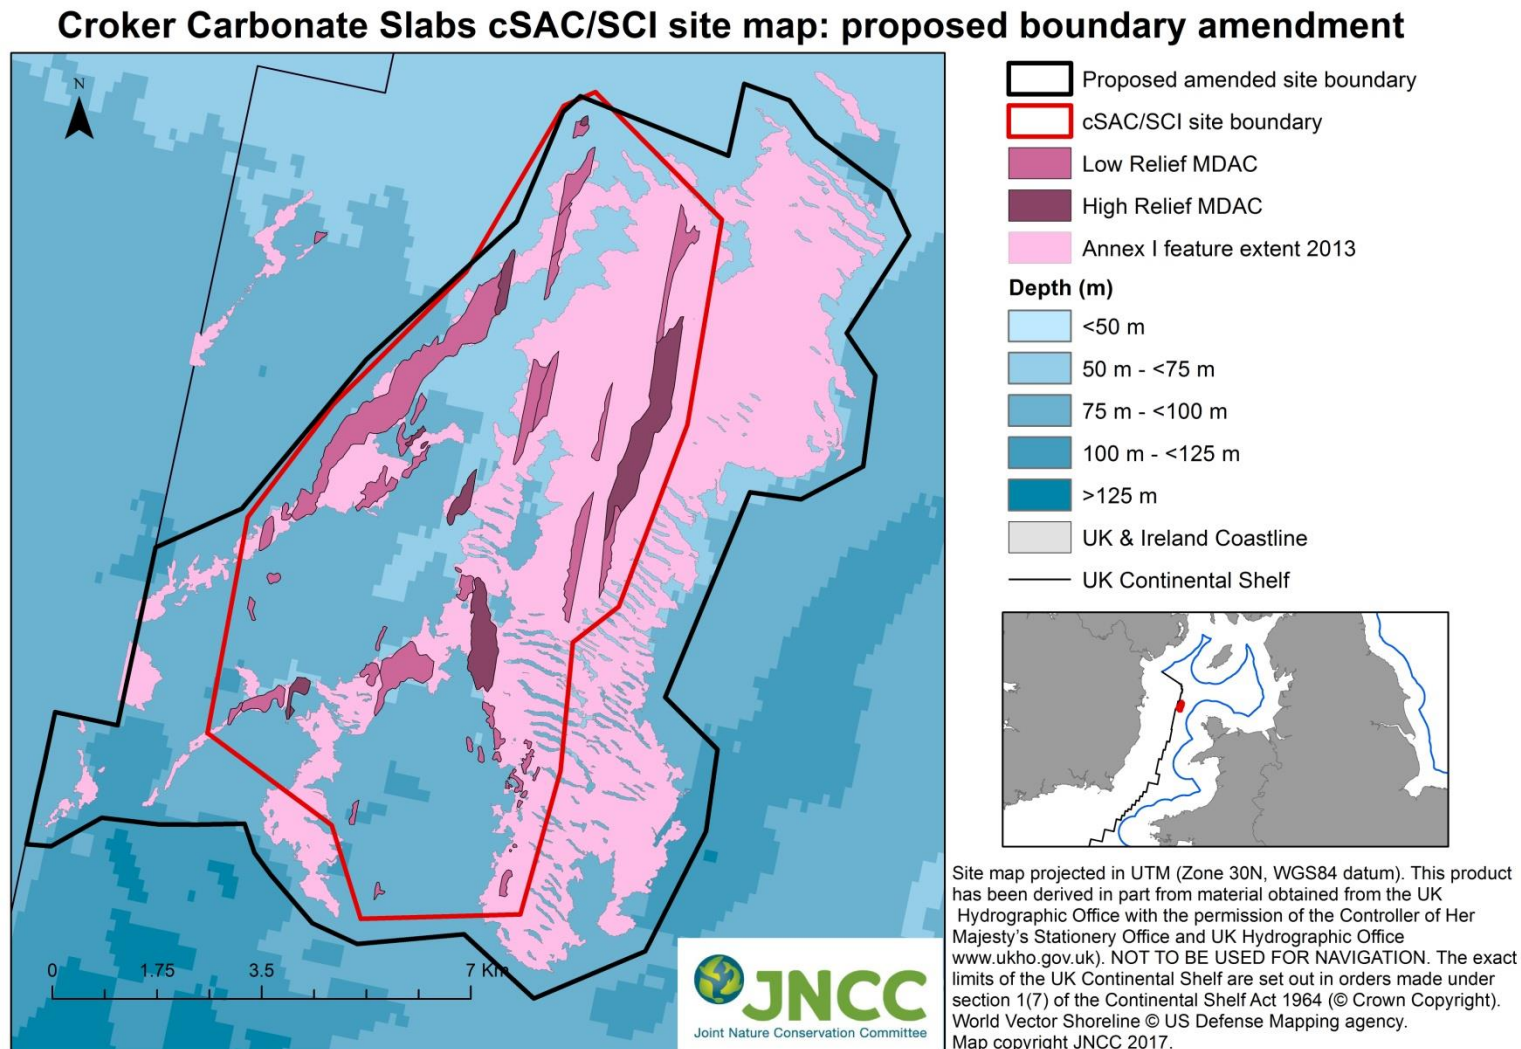 Croker Carbonate Slabs cSAC/SCI site map: proposed boundary amendment
N
0 1.75 3.5 7 Km
JNCC
Joint Nature Conservation Committee
Proposed amended site boundary
cSAC/SCI site boundary
Low Relief MDAC
High Relief MDAC
Annex I feature extent 2013
Depth (m)
<50 m
50 m - <75 m
75 m - <100 m
100 m - <125 m
>125 m
UK & Ireland Coastline
UK Continental Shelf
Site map projected in UTM (Zone 30N, WGS84 datum). This product
has been derived in part from material obtained from the UK
Hydrographic Office with the permission of the Controller of Her
Majesty's Stationery Office and UK Hydrographic Office
www.ukho.gov.uk). NOT TO BE USED FOR NAVIGATION. The exact
limits of the UK Continental Shelf are set out in orders made under
section 1(7) of the Continental Shelf Act 1964 (© Crown Copyright).
World Vector Shoreline © US Defense Mapping agency.
Map copyright JNCC 2017.